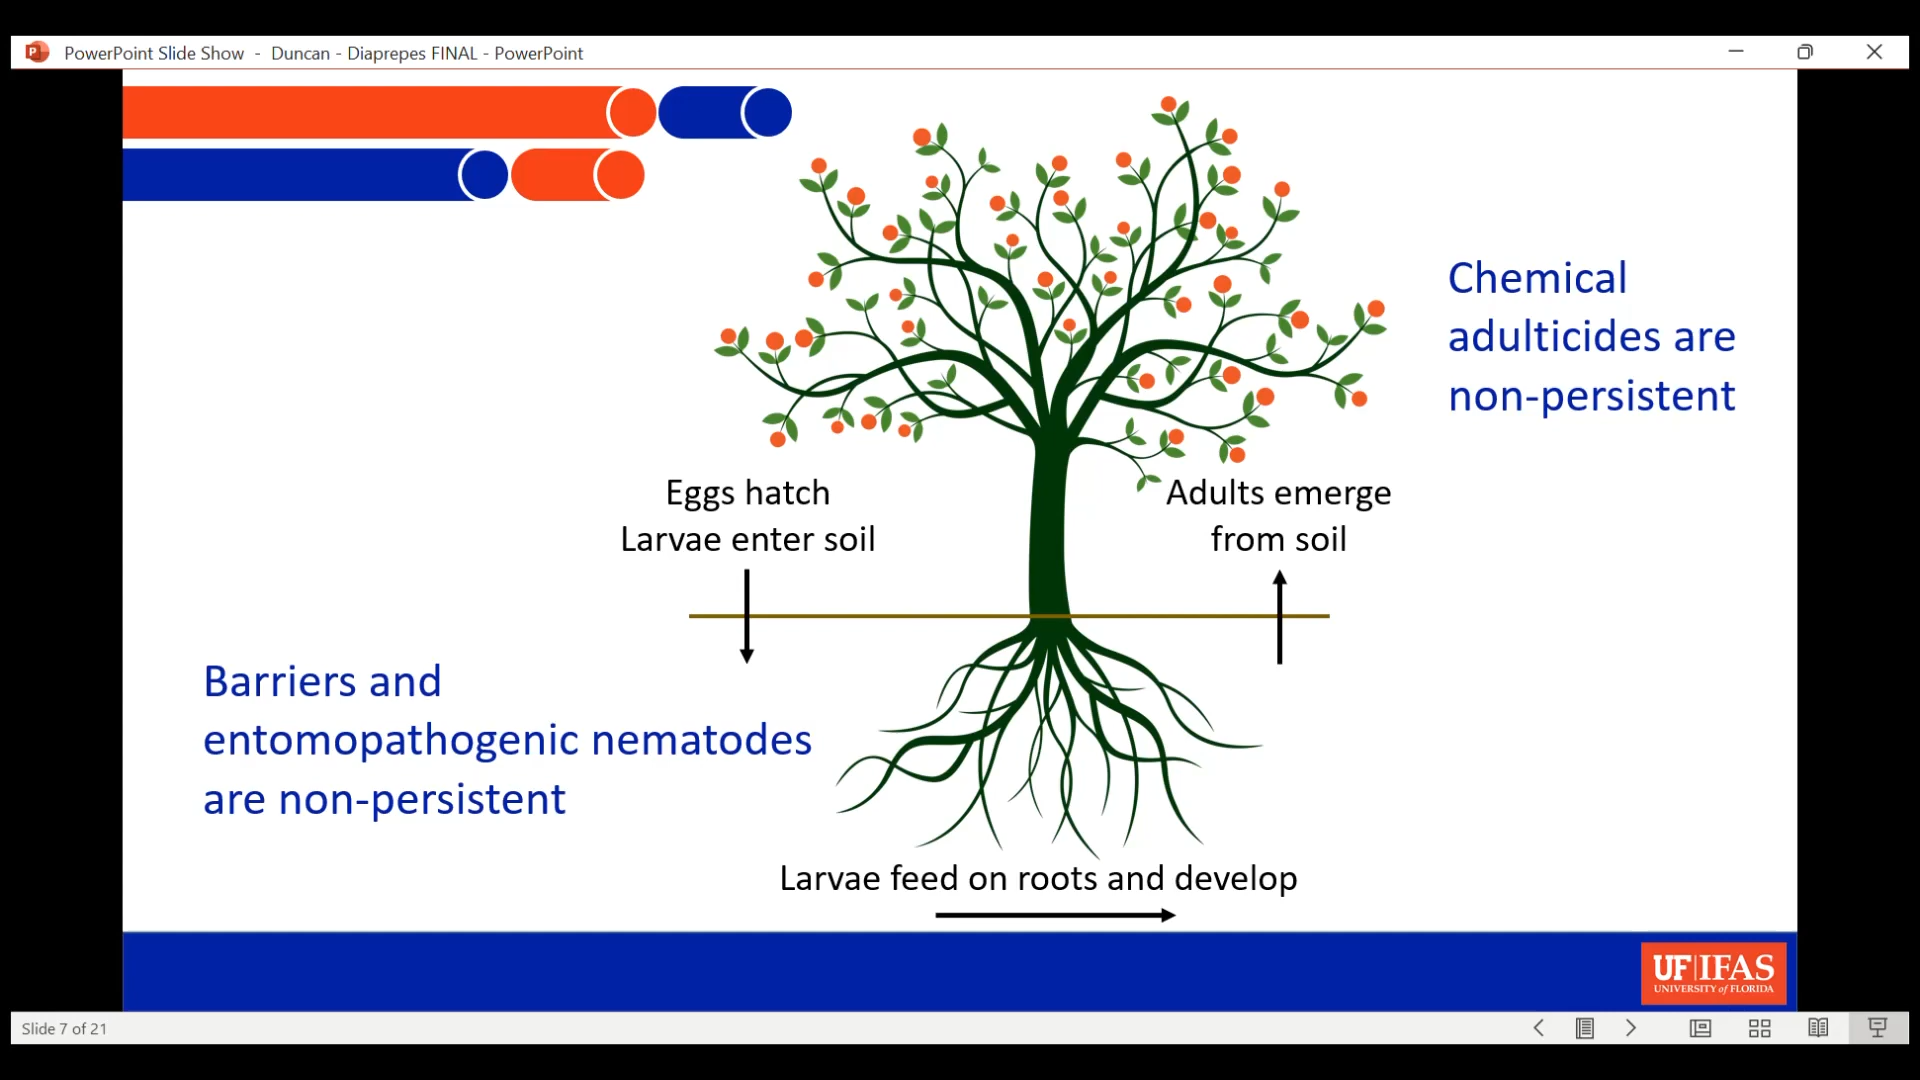 PowerPoint Slide Show - Duncan - Diaprepes FINAL - PowerPoint
Chemical
adulticides are
non-persistent
Eggs hatch
Larvae enter soil
Adults emerge
from soil
Barriers and
entomopathogenic nematodes
are non-persistent
Larvae feed on roots and develop
UF|IFAS
UNIVERSITY of FLORIDA
Slide 7 of 21